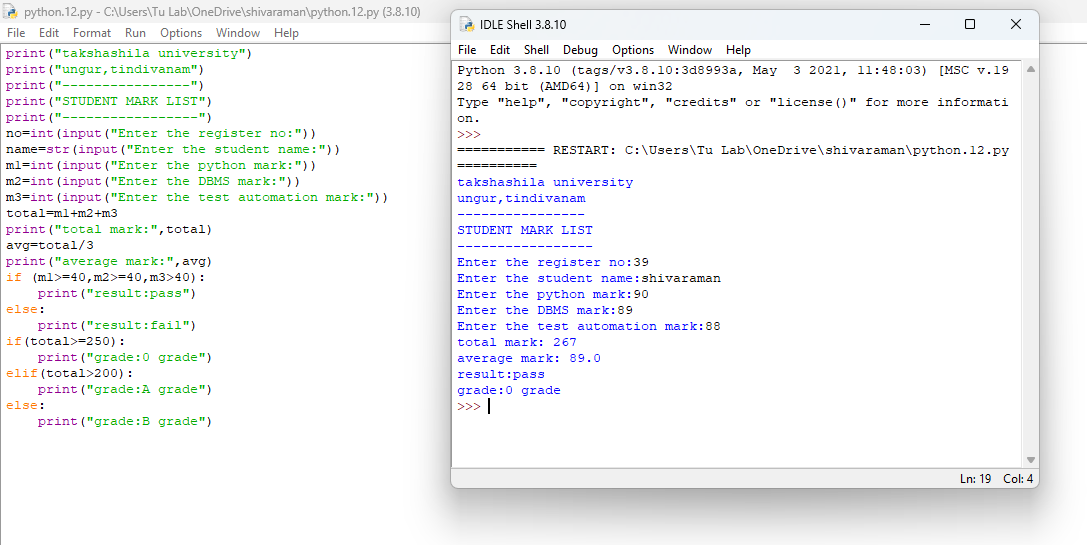 python.12.py - C:\Users\Tu Lab\OneDrive\shivaraman\python.12.py (3.8.10)
File Edit Format Run Options Window Help
print("takshashila university")
print("ungur,tindivanam")
print("----------------")
print("STUDENT MARK LIST")
print("-----------------")
no=int(input("Enter the register no:"))
name=str(input("Enter the student name:"))
m1=int(input("Enter the python mark:"))
m2=int(input("Enter the DBMS mark:"))
m3=int(input("Enter the test automation mark:"))
total=m1+m2+m3
print("total mark:",total)
avg=total/3
print("average mark:",avg)
if (m1>=40,m2>=40,m3>40):
    print("result:pass")
else:
    print("result:fail")
if(total>=250):
    print("grade:0 grade")
elif(total>200):
    print("grade:A grade")
else:
    print("grade:B grade")
IDLE Shell 3.8.10
File Edit Shell Debug Options Window Help
Python 3.8.10 (tags/v3.8.10:3d8993a, May  3 2021, 11:48:03) [MSC v.19
28 64 bit (AMD64)] on win32
Type "help", "copyright", "credits" or "license()" for more informati
on.
>>>
=========== RESTART: C:\Users\Tu Lab\OneDrive\shivaraman\python.12.py
==========
takshashila university
ungur,tindivanam
----------------
STUDENT MARK LIST
-----------------
Enter the register no:39
Enter the student name:shivaraman
Enter the python mark:90
Enter the DBMS mark:89
Enter the test automation mark:88
total mark: 267
average mark: 89.0
result:pass
grade:0 grade
>>>
Ln: 19 Col: 4